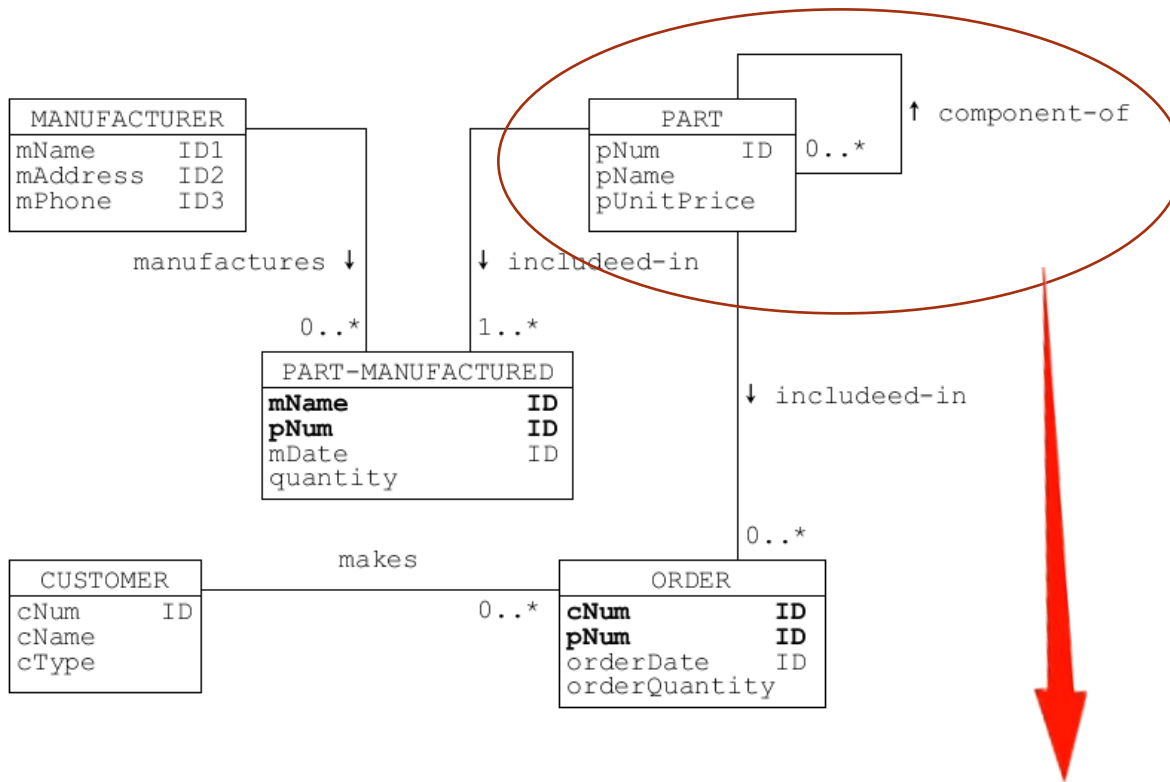 MANUFACTURER
mName ID1
mAddress ID2
mPhone ID3
PART
pNum ID
pName
pUnitPrice
0..*
↑ component-of
manufactures ↓
↓ includeed-in
0..*
1..*
PART-MANUFACTURED
mName ID
pNum ID
mDate ID
quantity
↓ includeed-in
0..*
CUSTOMER
cNum ID
cName
cType
makes
0..*
ORDER
cNum ID
pNum ID
orderDate ID
orderQuantity